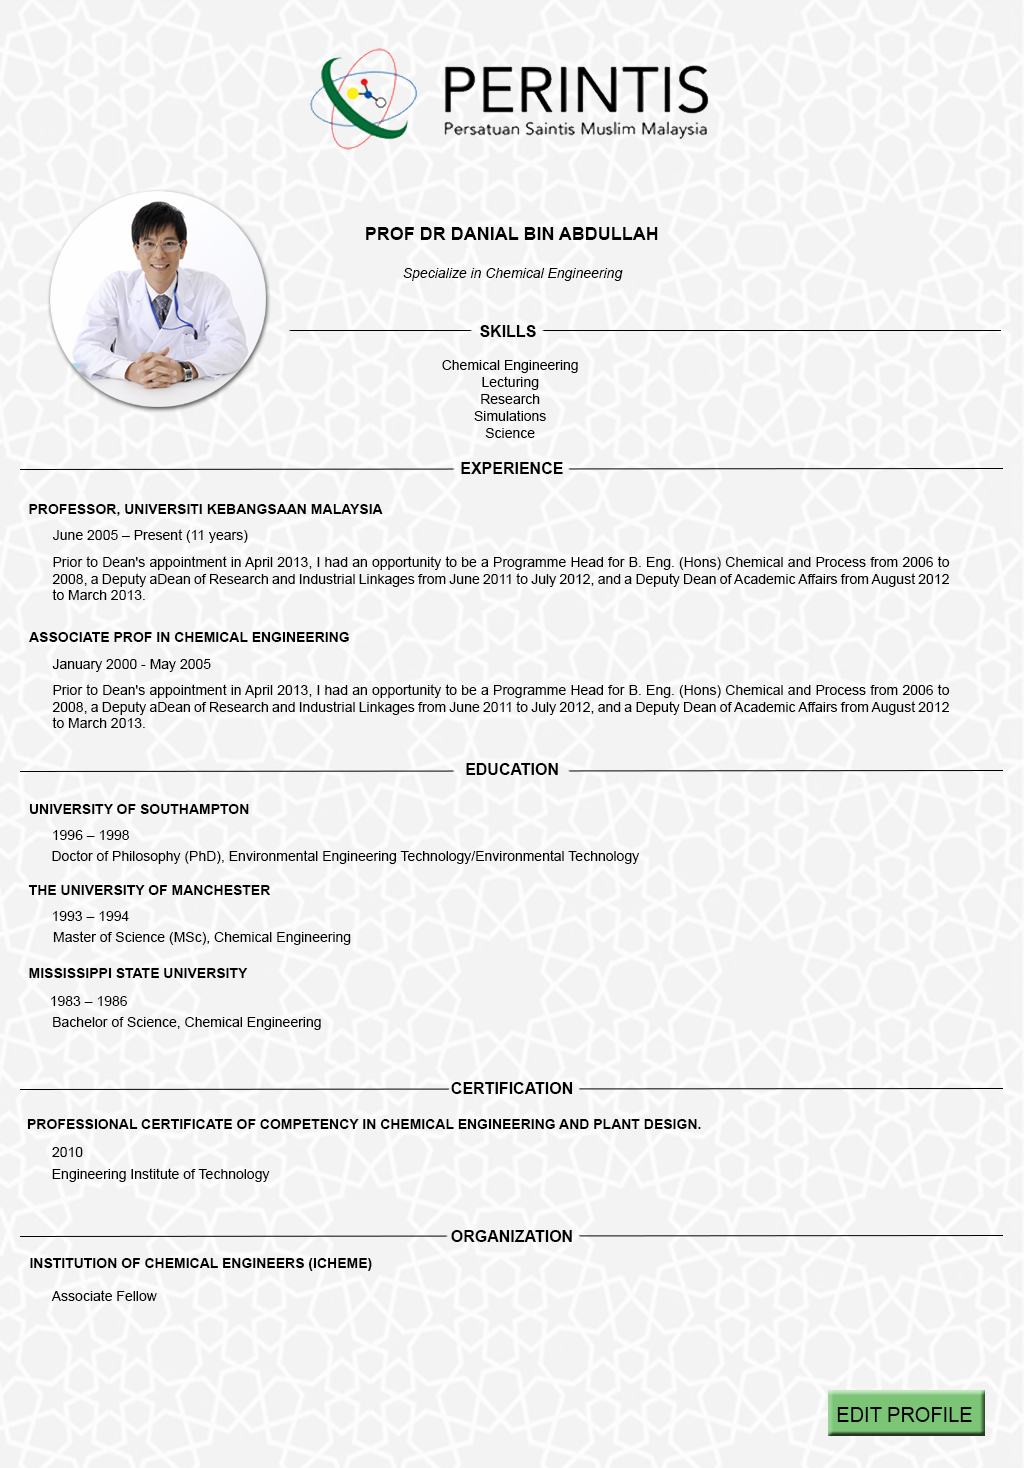 PERINTIS
Persatuan Saintis Muslim Malaysia
PROF DR DANIAL BIN ABDULLAH
Specialize in Chemical Engineering
SKILLS
Chemical Engineering
Lecturing
Research
Simulations
Science
EXPERIENCE
PROFESSOR, UNIVERSITI KEBANGSAAN MALAYSIA
June 2005 – Present (11 years)
Prior to Dean's appointment in April 2013, I had an opportunity to be a Programme Head for B. Eng. (Hons) Chemical and Process from 2006 to
2008, a Deputy aDean of Research and Industrial Linkages from June 2011 to July 2012, and a Deputy Dean of Academic Affairs from August 2012
to March 2013.
ASSOCIATE PROF IN CHEMICAL ENGINEERING
January 2000 - May 2005
Prior to Dean's appointment in April 2013, I had an opportunity to be a Programme Head for B. Eng. (Hons) Chemical and Process from 2006 to
2008, a Deputy aDean of Research and Industrial Linkages from June 2011 to July 2012, and a Deputy Dean of Academic Affairs from August 2012
to March 2013.
EDUCATION
UNIVERSITY OF SOUTHAMPTON
1996 – 1998
Doctor of Philosophy (PhD), Environmental Engineering Technology/Environmental Technology
THE UNIVERSITY OF MANCHESTER
1993 – 1994
Master of Science (MSc), Chemical Engineering
MISSISSIPPI STATE UNIVERSITY
1983 – 1986
Bachelor of Science, Chemical Engineering
CERTIFICATION
PROFESSIONAL CERTIFICATE OF COMPETENCY IN CHEMICAL ENGINEERING AND PLANT DESIGN.
2010
Engineering Institute of Technology
ORGANIZATION
INSTITUTION OF CHEMICAL ENGINEERS (ICHEME)
Associate Fellow
EDIT PROFILE